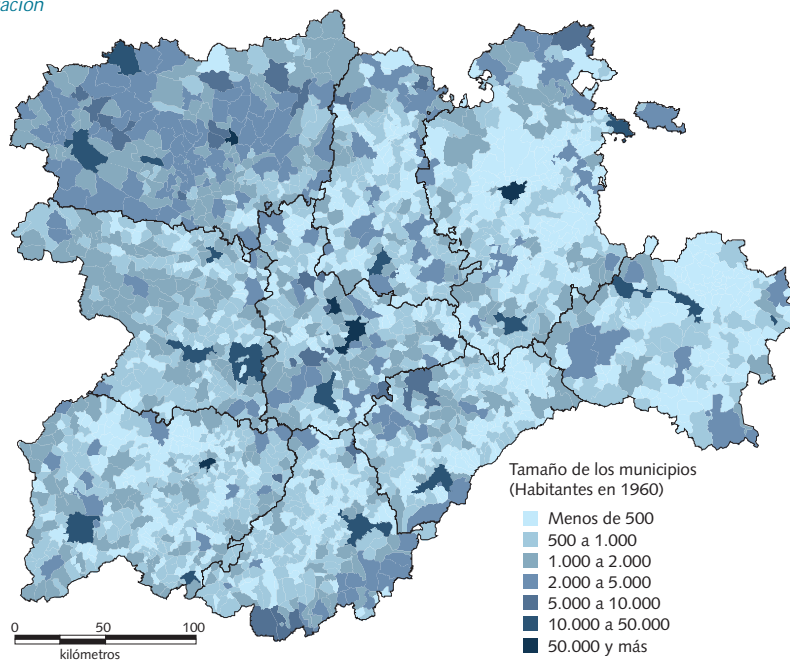 ación
Tamaño de los municipios
(Habitantes en 1960)
Menos de 500
500 a 1.000
1.000 a 2.000
2.000 a 5.000
5.000 a 10.000
10.000 a 50.000
50.000 y más
0 50 100
kilómetros